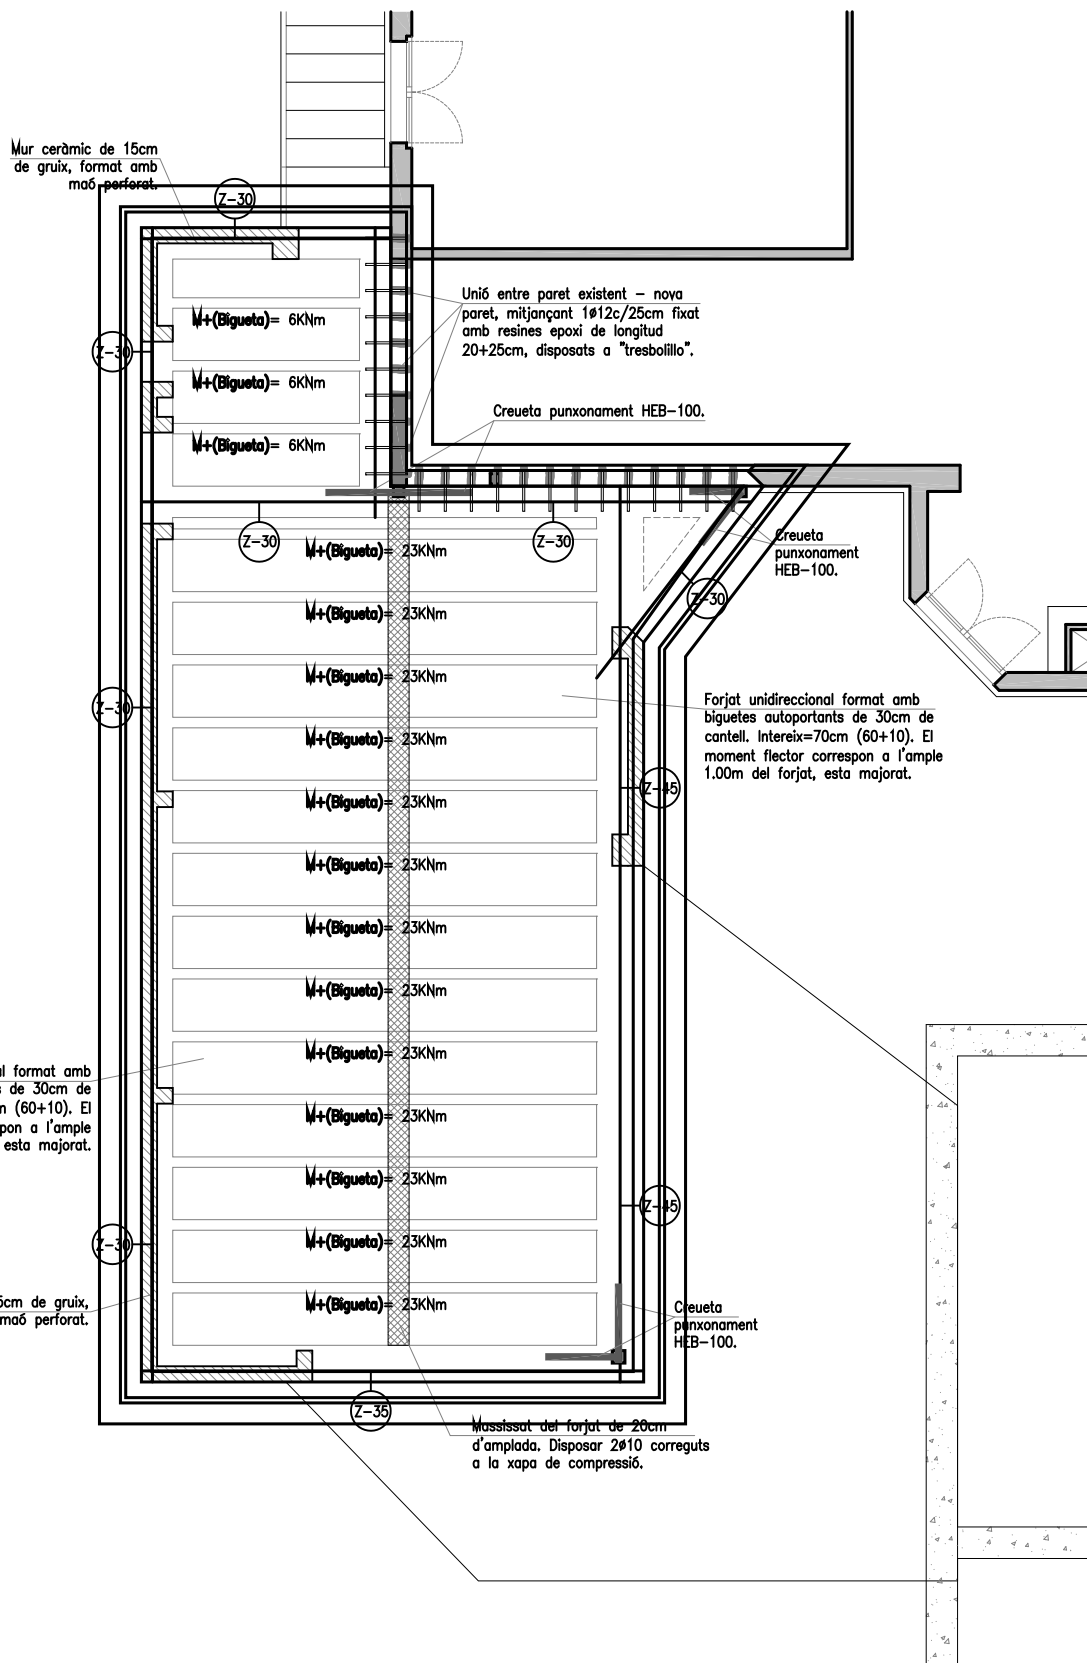 Mur ceràmic de 15cm
de gruix, format amb
maó perforat.
Z-30
Unió entre paret existent – nova
paret, mitjançant 1ø12c/25cm fixat
amb resines epoxi de longitud
20+25cm, disposats a "tresbolillo".
M+(Bigueta)= 6KNm
Z-30
M+(Bigueta)= 6KNm
Creueta punxonament HEB-100.
M+(Bigueta)= 6KNm
Z-30
Z-30
Creueta
punxonament
HEB-100.
M+(Bigueta)= 23KNm
Z-30
M+(Bigueta)= 23KNm
M+(Bigueta)= 23KNm
Z-30
Forjat unidireccional format amb
biguetes autoportants de 30cm de
cantell. Intereix=70cm (60+10). El
moment flector correspon a l'ample
1.00m del forjat, esta majorat.
M+(Bigueta)= 23KNm
Z-45
M+(Bigueta)= 23KNm
M+(Bigueta)= 23KNm
M+(Bigueta)= 23KNm
M+(Bigueta)= 23KNm
M+(Bigueta)= 23KNm
l format amb
s de 30cm de
(60+10). El
pon a l'ample
esta majorat.
M+(Bigueta)= 23KNm
M+(Bigueta)= 23KNm
Z-45
M+(Bigueta)= 23KNm
Z-30
M+(Bigueta)= 23KNm
cm de gruix,
maó perforat.
Creueta
punxonament
HEB-100.
Z-35
Massissat del forjat de 20cm
d'amplada. Disposar 2ø10 correguts
a la xapa de compressió.